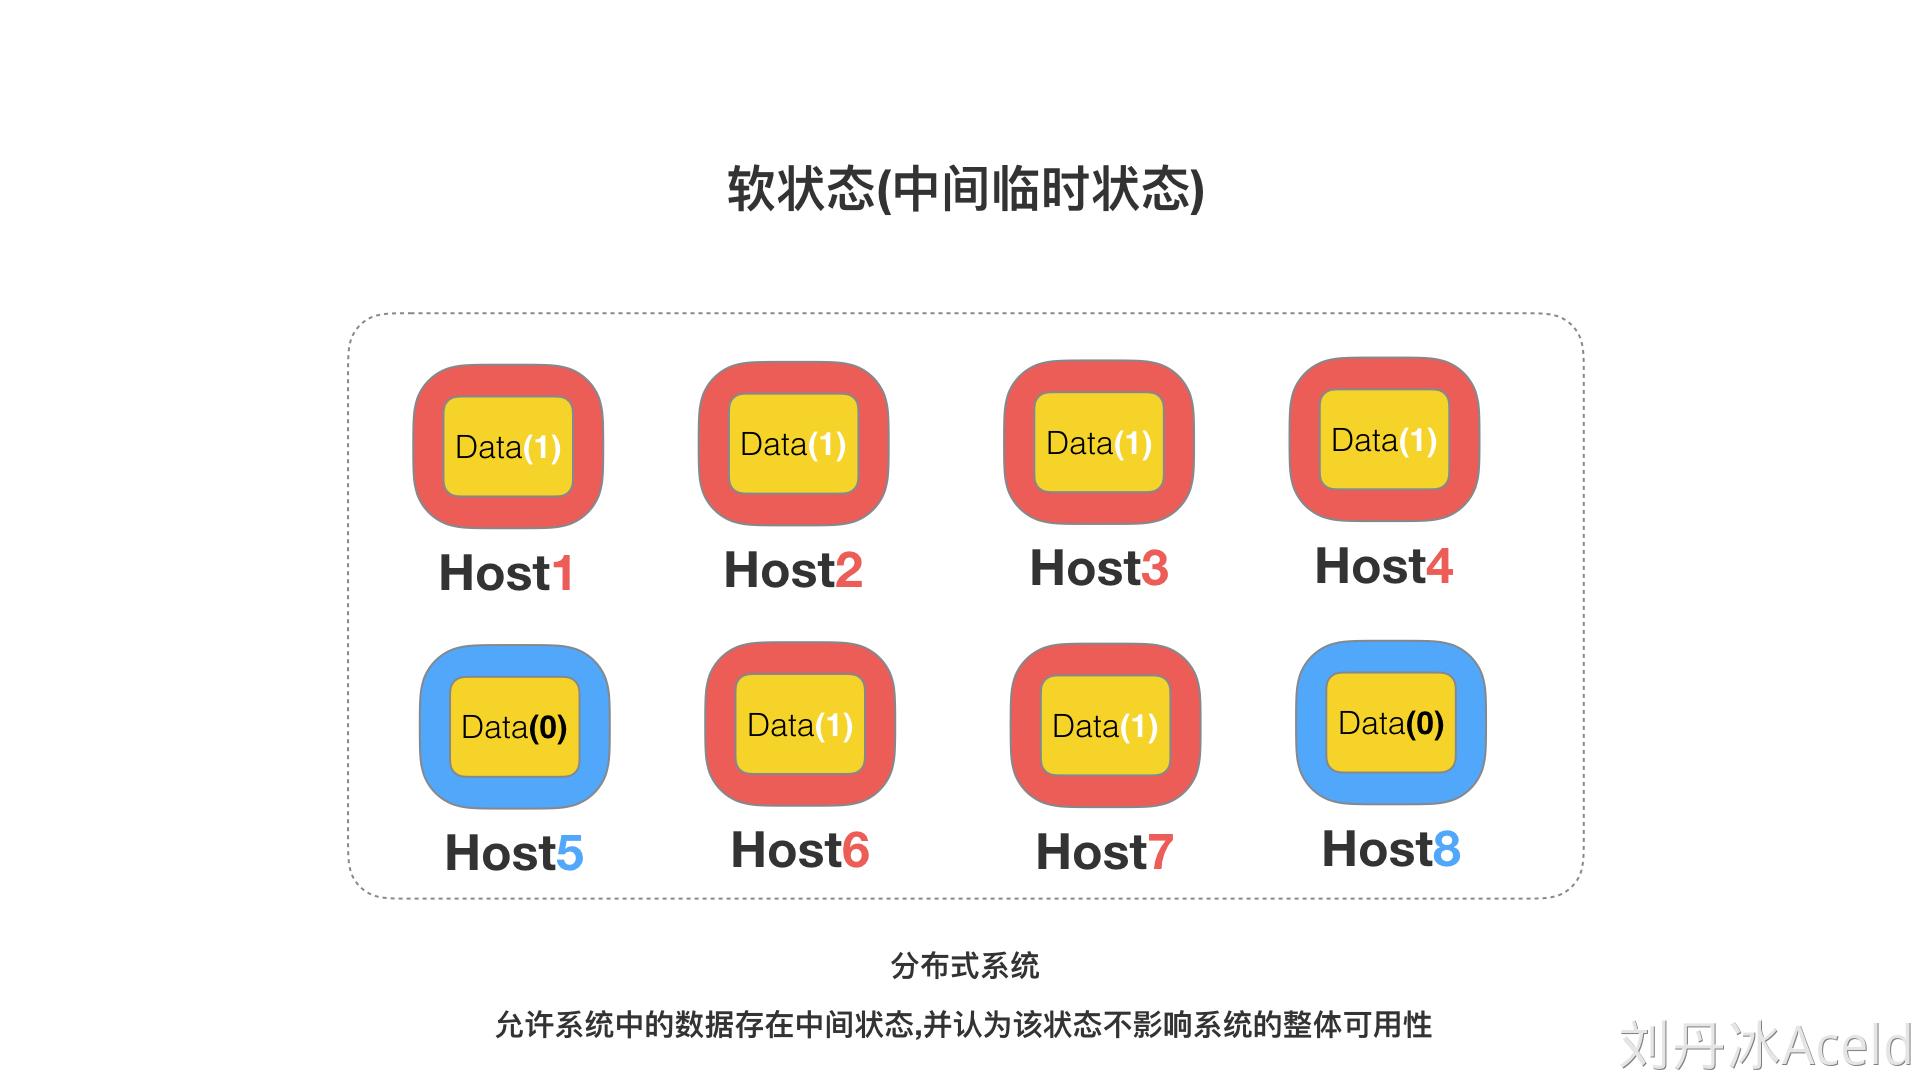 软状态(中间临时状态)
Data(1) Data(1) Data(1) Data(1)
Host1 Host2 Host3 Host4
Data(0) Data(1) Data(1) Data(0)
Host5 Host6 Host7 Host8
分布式系统
允许系统中的数据存在中间状态,并认为该状态不影响系统的整体可用性
刘丹冰Aceld